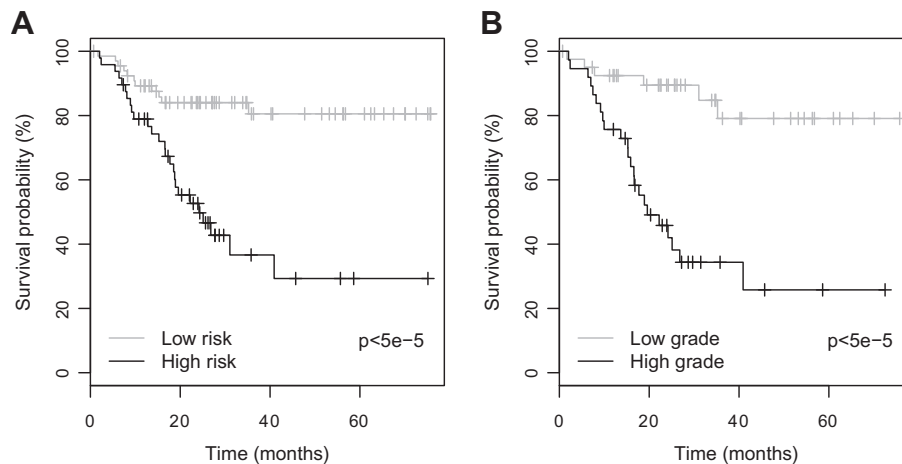 A
Survival probability (%)
100
80
60
40
20
0
Low risk
High risk
p<5e−5
0 20 40 60
Time (months)
B
Survival probability (%)
100
80
60
40
20
0
Low grade
High grade
p<5e−5
0 20 40 60
Time (months)